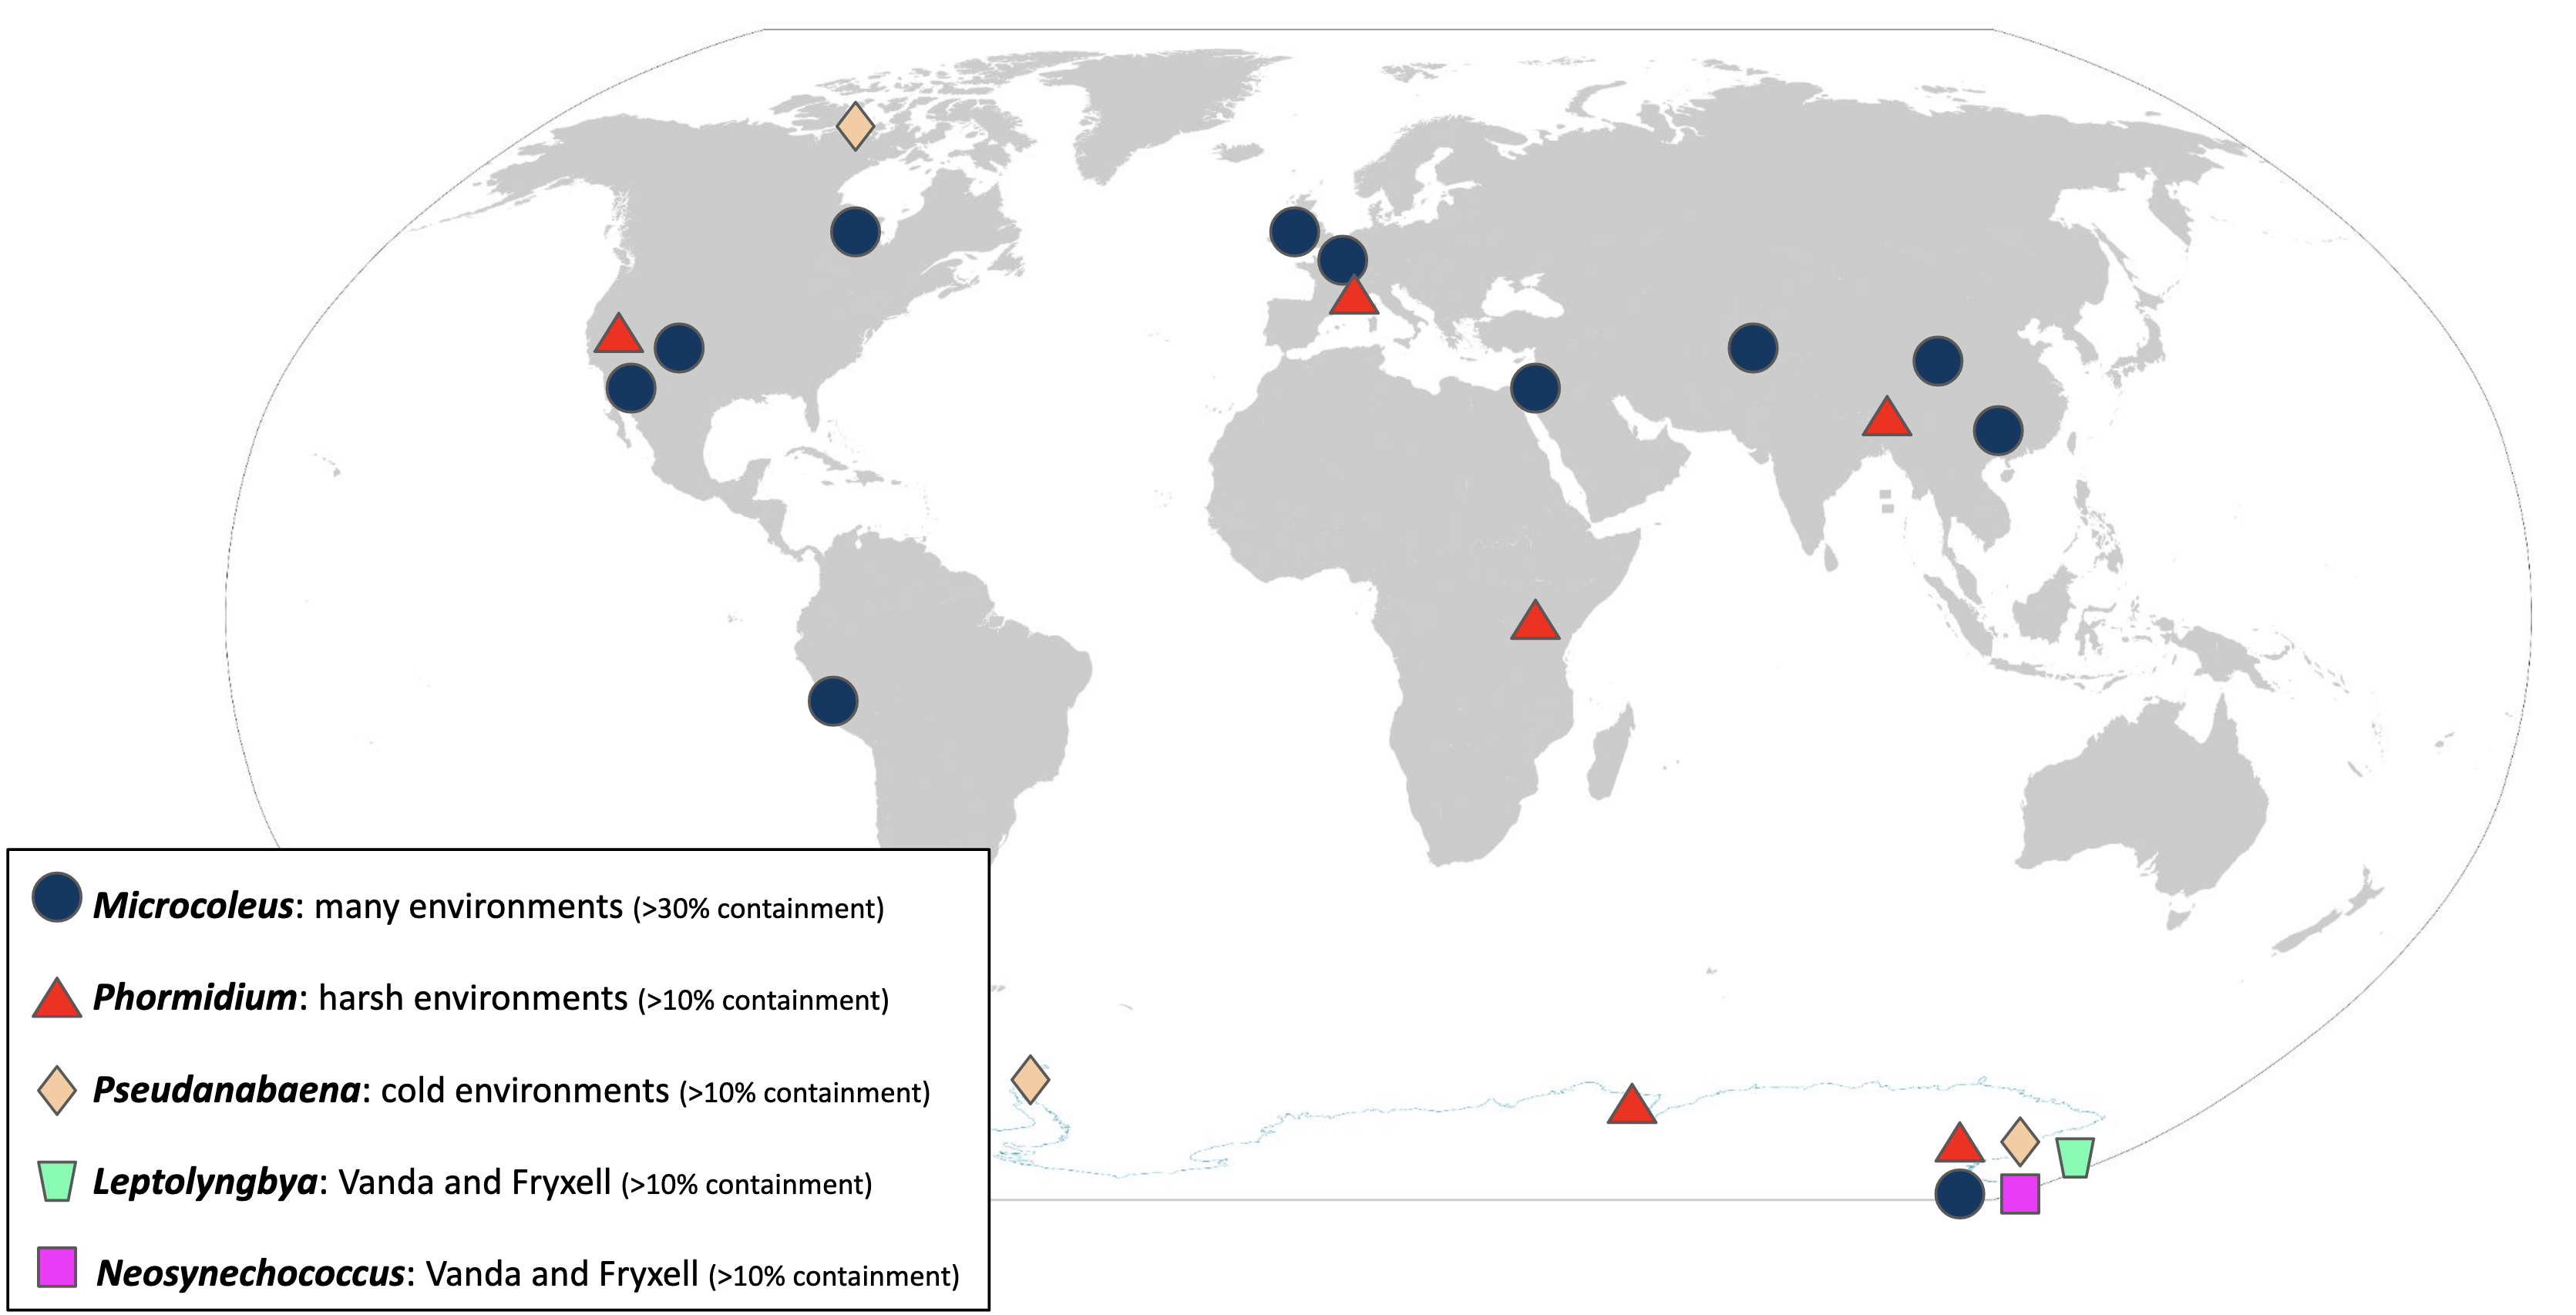 Microcoleus: many environments (>30% containment)
Phormidium: harsh environments (>10% containment)
Pseudanabaena: cold environments (>10% containment)
Leptolyngbya: Vanda and Fryxell (>10% containment)
Neosynechococcus: Vanda and Fryxell (>10% containment)